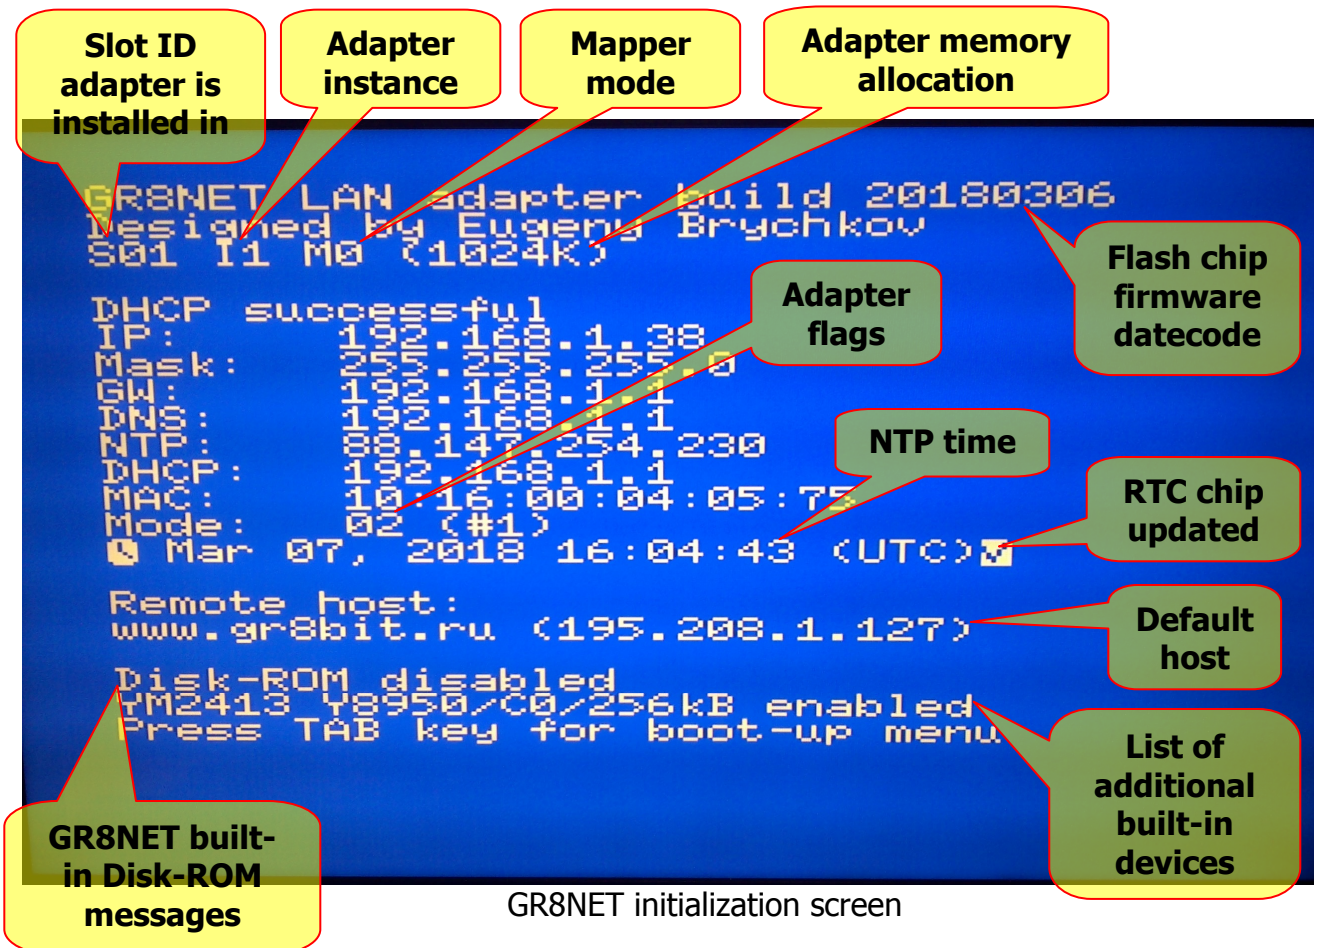 Slot ID
adapter is
installed in
Adapter
instance
Mapper
mode
Adapter memory
allocation
GR8NET LAN adapter build 20180306
Designed by Eugeny Brychkov
S01 I1 M0 (1024K)
Flash chip
firmware
datecode
DHCP successful
IP: 192.168.1.38
Mask: 255.255.255.0
GW: 192.168.1.1
DNS: 192.168.1.1
NTP: 88.147.254.230
DHCP: 192.168.1.1
MAC: 10:16:00:04:05:75
Mode: 02 (#1)
Mar 07, 2018 16:04:43 (UTC)
Adapter
flags
NTP time
RTC chip
updated
Remote host:
www.gr8bit.ru (195.208.1.127)
Default
host
Disk-ROM disabled
YM2413 Y8950/C0/256kB enabled
Press TAB key for boot-up menu
List of
additional
built-in
devices
GR8NET built-
in Disk-ROM
messages
GR8NET initialization screen